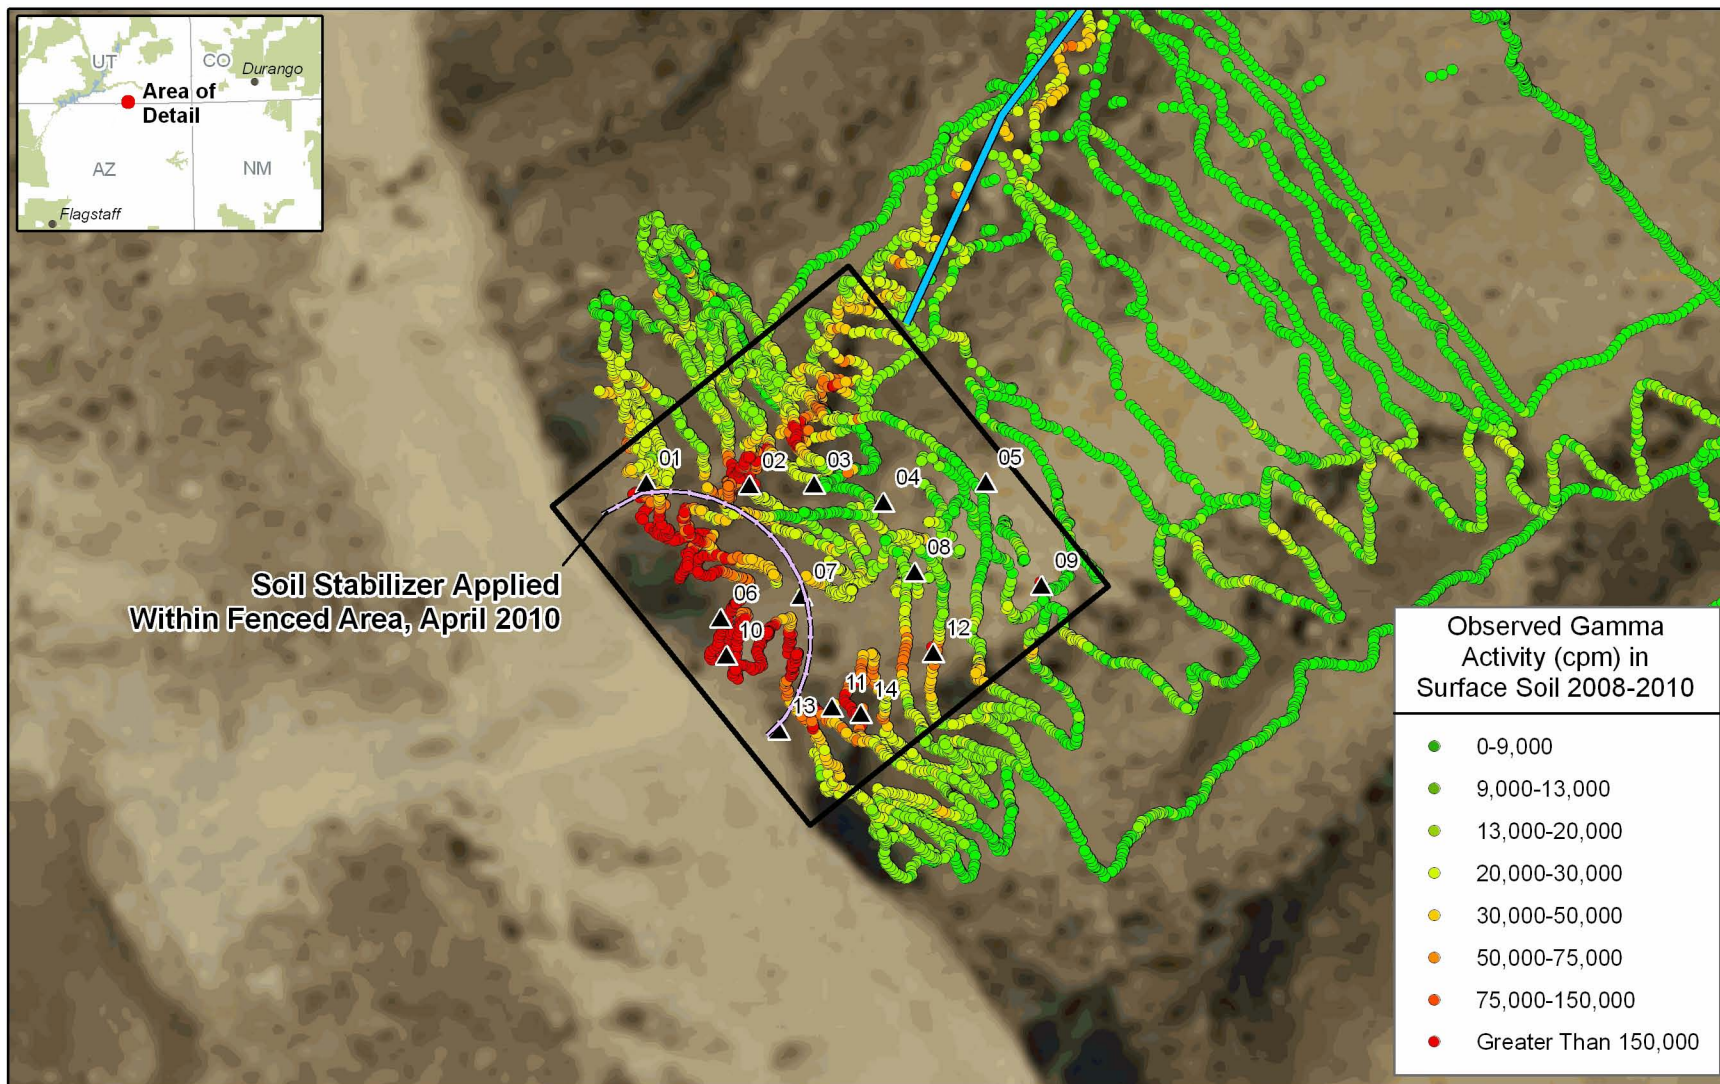 UT
CO
Durango
Area of
Detail
AZ
NM
Flagstaff
01
02
03
04
05
Soil Stabilizer Applied
Within Fenced Area, April 2010
06
07
08
09
10
11
12
13
14
Observed Gamma
Activity (cpm) in
Surface Soil 2008-2010
0-9,000
9,000-13,000
13,000-20,000
20,000-30,000
30,000-50,000
50,000-75,000
75,000-150,000
Greater Than 150,000